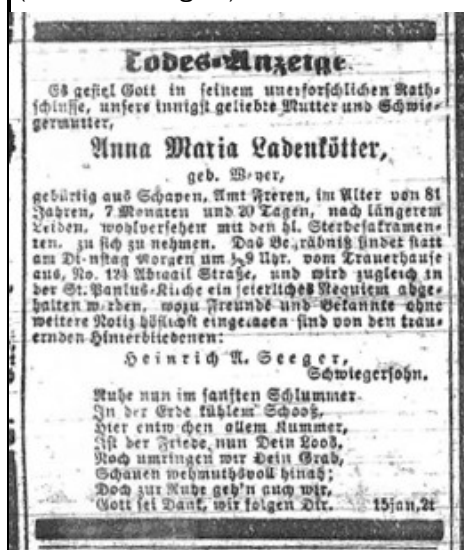 Todes-Anzeige.
Es gefiel Gott in seinem unerforschlichen Rath-
schlusse, unsere innigst geliebte Mutter und Schwie-
germutter,
Anna Maria Ladenkötter,
geb. Weyer,
gebürtig aus Schapen, Amt Freren, im Alter von 81
Jahren, 7 Monaten und 20 Tagen, nach längerem
Leiden, wohlversehen mit den hl. Sterbesakramen-
ten, zu sich zu nehmen. Das Begräbniß findet statt
am Dienstag Morgen um ½9 Uhr, vom Trauerhause
aus, No. 124 Abigail Straße, und wird zugleich in
der St. Paulus-Kirche ein feierliches Requiem abge-
halten werden, wozu Freunde und Bekannte ohne
weitere Notiz höflichst eingeladen sind von den trau-
ernden Hinterbliedenen:
Heinrich A. Seeger,
Schwiegersohn.
Ruhe nun im sanften Schlummer
In der Erde kühlem Schooß,
Hier entwichen allem Kummer,
Ist der Friede nun Dein Loos,
Noch umringen wir Dein Grab,
Schauen wehmuthsvoll hinab;
Doch zur Ruhe geh'n auch wir,
Gott sei Dank, wir folgen Dir. 15jan,2t